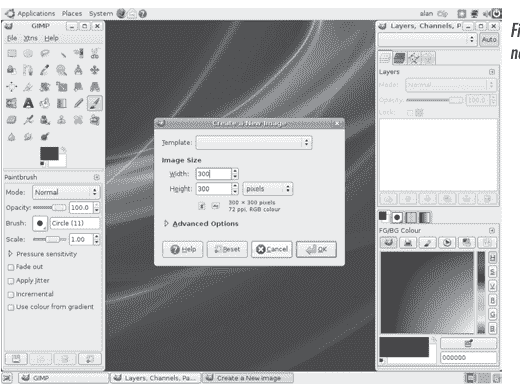 Applications Places System alan
GIMP
File Xtns Help
Paintbrush
Mode: Normal
Opacity: 100.0
Brush: Circle (11)
Scale: 1.00
Pressure sensitivity
Fade out
Apply Jitter
Incremental
Use colour from gradient
Create a New Image
Template:
Image Size
Width: 300
Height: 300 pixels
300 × 300 pixels
72 ppi, RGB colour
Advanced Options
Help Reset Cancel OK
Layers, Channels, P
Auto
Layers
Mode: Normal
Opacity: 100.0
Lock:
FG/BG Colour
H
S
V
R
G
B
000000
GIMP Layers, Channels, Pa... Create a New Image